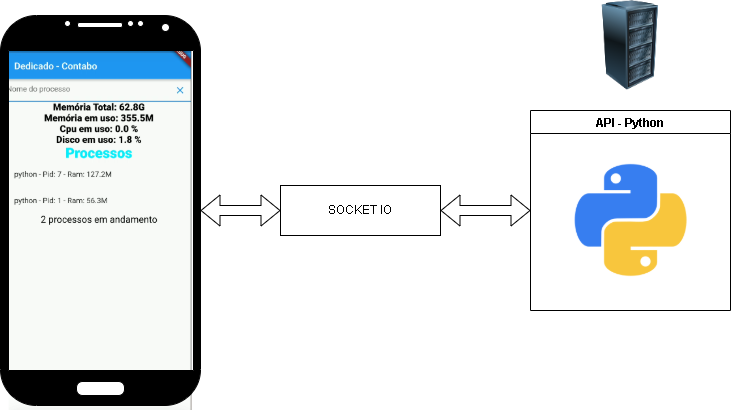 Dedicado - Contabo
Nome do processo
Memória Total: 62.8G
Memória em uso: 355.5M
Cpu em uso: 0.0 %
Disco em uso: 1.8 %
Processos
python - Pid: 7 - Ram: 127.2M
python - Pid: 1 - Ram: 56.3M
2 processos em andamento
SOCKET IO
API - Python